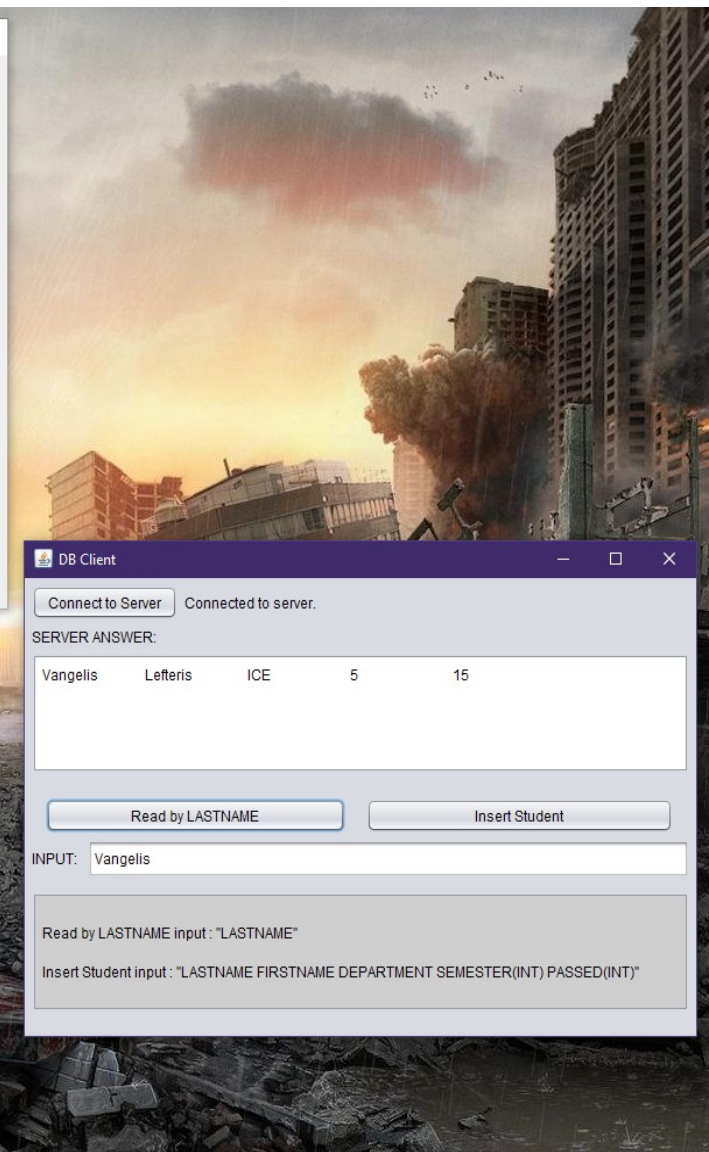 DB Client
Connect to Server Connected to server.
SERVER ANSWER:
Vangelis Lefteris ICE 5 15
Read by LASTNAME Insert Student
INPUT: Vangelis
Read by LASTNAME input : "LASTNAME"
Insert Student input : "LASTNAME FIRSTNAME DEPARTMENT SEMESTER(INT) PASSED(INT)"